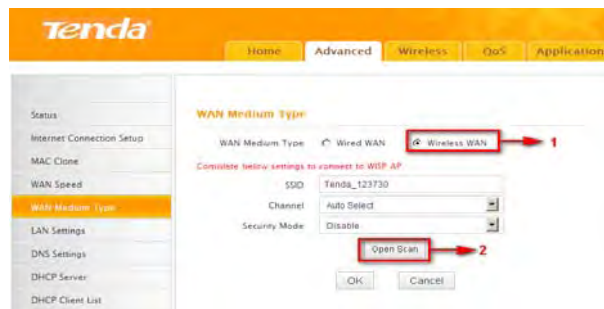 Tenda
Home Advanced Wireless QoS Application
Status
Internet Connection Setup
MAC Clone
WAN Speed
WAN Medium Type
LAN Settings
DNS Settings
DHCP Server
DHCP Client List
WAN Medium Type
WAN Medium Type Wired WAN Wireless WAN 1
Complete below settings to connect to WISP AP
SSID Tenda_123730
Channel Auto Select
Security Mode Disable
Open Scan 2
OK Cancel